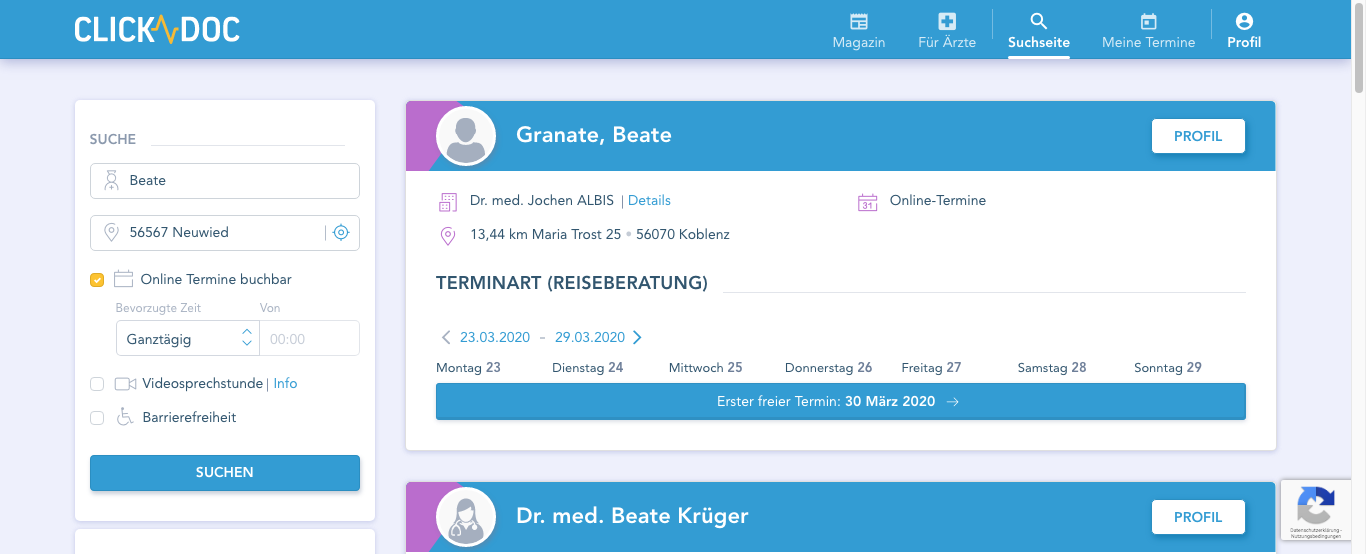 CLICK DOC
Magazin
Für Ärzte
Suchseite
Meine Termine
Profil
SUCHE
Beate
56567 Neuwied
Online Termine buchbar
Bevorzugte Zeit Von
Ganztägig 00:00
Videosprechstunde | Info
Barrierefreiheit
SUCHEN
Granate, Beate
PROFIL
Dr. med. Jochen ALBIS | Details
Online-Termine
13,44 km Maria Trost 25 • 56070 Koblenz
TERMINART (REISEBERATUNG)
23.03.2020 - 29.03.2020
Montag 23 Dienstag 24 Mittwoch 25 Donnerstag 26 Freitag 27 Samstag 28 Sonntag 29
Erster freier Termin: 30 März 2020 →
Dr. med. Beate Krüger
PROFIL
Datenschutzerklärung -
Nutzungsbedingungen